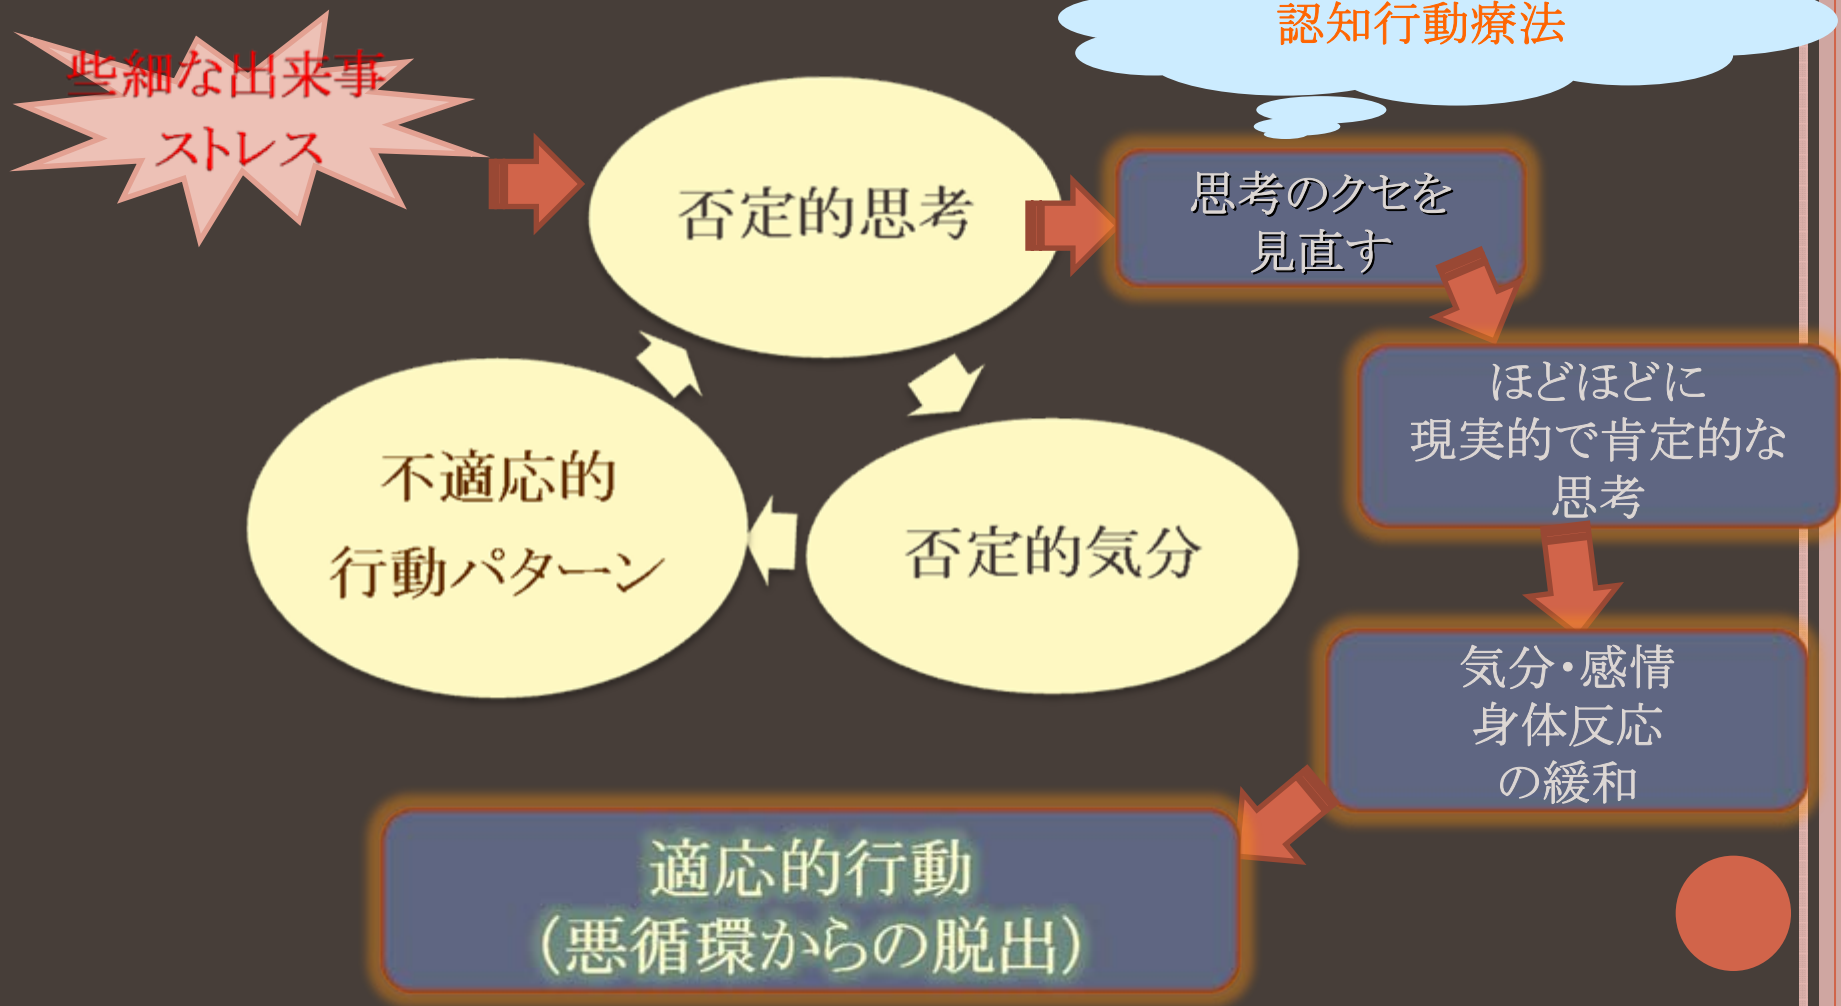 認知行動療法
些細な出来事
ストレス
否定的思考
思考のクセを
見直す
ほどほどに
現実的で肯定的な
思考
不適応的
行動パターン
否定的気分
気分・感情
身体反応
の緩和
適応的行動
（悪循環からの脱出）